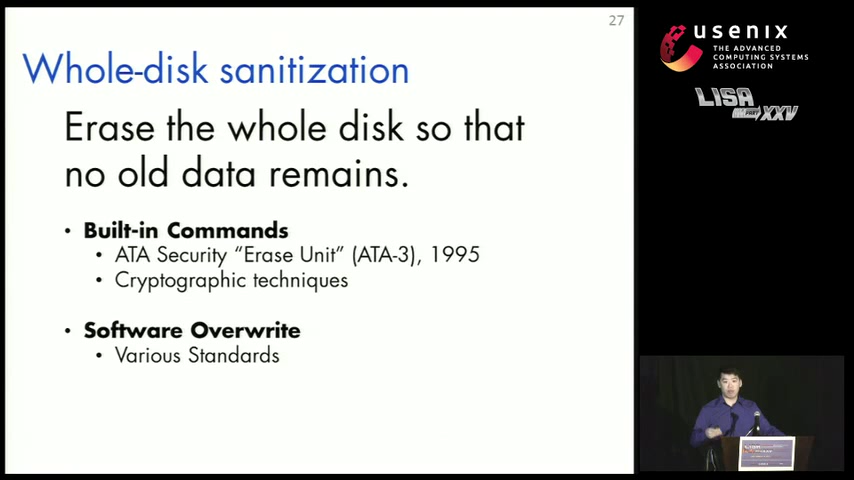 27
Whole-disk sanitization
Erase the whole disk so that
no old data remains.
• Built-in Commands
• ATA Security “Erase Unit” (ATA-3), 1995
• Cryptographic techniques
• Software Overwrite
• Various Standards
usenix
THE ADVANCED
COMPUTING SYSTEMS
ASSOCIATION
LISA
PART XXV